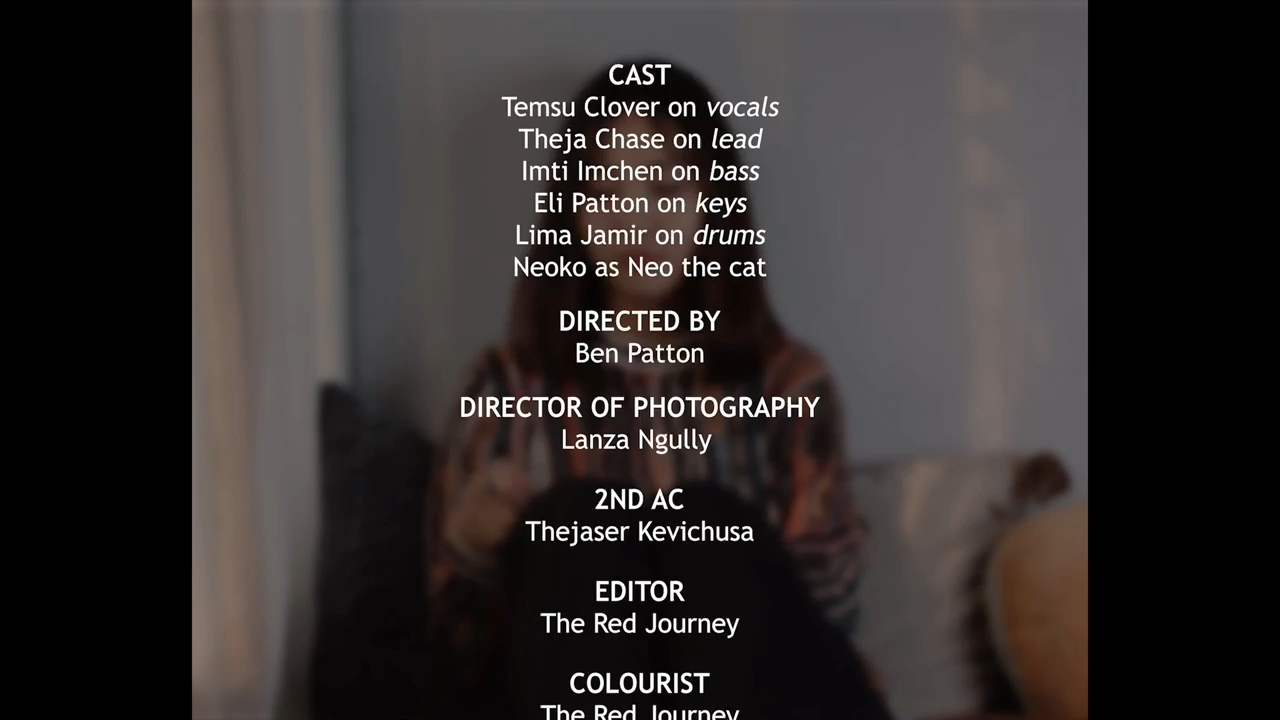 CAST
Temsu Clover on vocals
Theja Chase on lead
Imti Imchen on bass
Eli Patton on keys
Lima Jamir on drums
Neoko as Neo the cat
DIRECTED BY
Ben Patton
DIRECTOR OF PHOTOGRAPHY
Lanza Ngully
2ND AC
Thejaser Kevichusa
EDITOR
The Red Journey
COLOURIST
The Red Journey